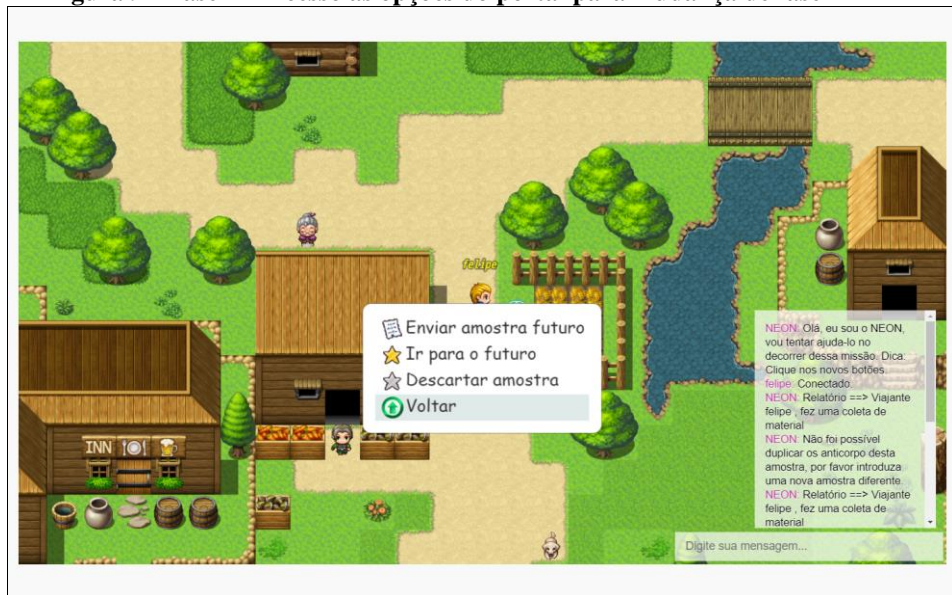 felipe
Enviar amostra futuro
Ir para o futuro
Descartar amostra
Voltar
INN
NEON: Olá, eu sou o NEON,
vou tentar ajuda-lo no
decorrer dessa missão. Dica:
Clique nos novos botões.
felipe: Conectado.
NEON: Relatório ==> Viajante
felipe , fez uma coleta de
material
NEON: Não foi possível
duplicar os anticorpo desta
amostra, por favor introduza
uma nova amostra diferente.
NEON: Relatório ==> Viajante
felipe , fez uma coleta de
material
Digite sua mensagem...